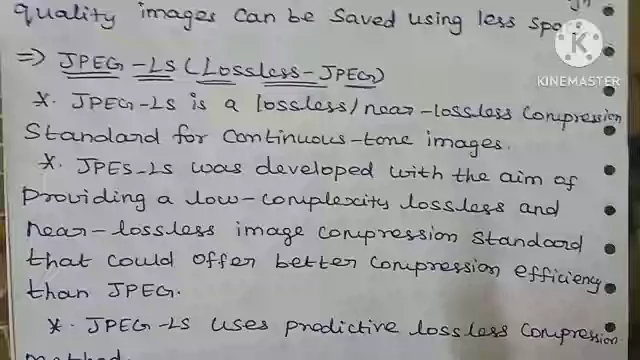 quality images can be saved using less
⇒ JPEG-LS (Lossless-JPEG)
*. JPEG-LS is a lossless/near-lossless compression
Standard for continuous-tone images.
*. JPES-LS was developed with the aim of
providing a low-complexity lossless and
near-lossless image compression standard
that could offer better compression efficiency
than JPEG.
*. JPEG-LS uses predictive lossless compression
method.
KINEMASTER